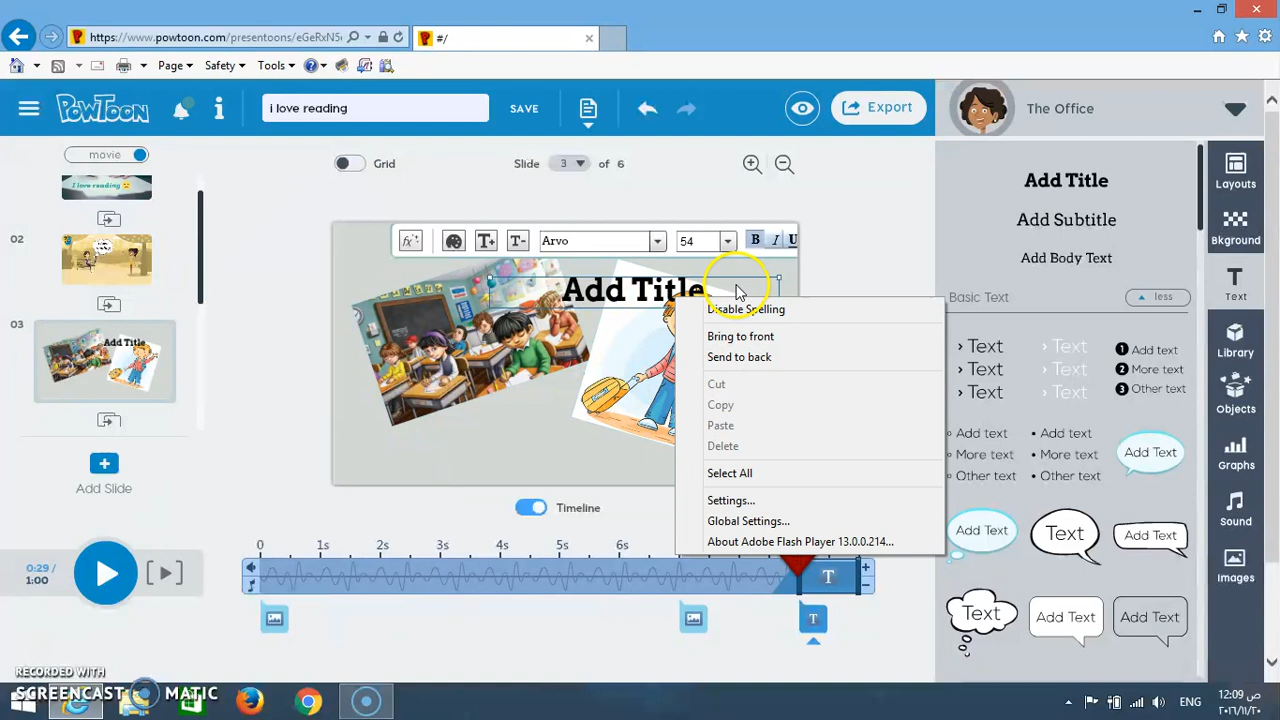 https://www.powtoon.com/presentoons/eGeRxN5
#/
Page
Safety
Tools
POWTOON
i love reading
SAVE
Export
The Office
movie
I love reading
02
03
Add Title
Add Slide
Grid
Slide 3 of 6
Arvo
54
B I U
Add Title
Disable Spelling
Bring to front
Send to back
Cut
Copy
Paste
Delete
Select All
Settings...
Global Settings...
About Adobe Flash Player 13.0.0.214...
Timeline
0 1s 2s 3s 4s 5s 6s
0:29 / 1:00
T
T
Add Title
Add Subtitle
Add Body Text
Basic Text
less
› Text › Text 1 Add text
› Text › Text 2 More text
› Text › Text 3 Other text
• Add text • Add text
• More text • More text
• Other text • Other text
Add Text
Add Text
Text
Add Text
Text
Add Text
Add Text
Layouts
Bkground
Text
Library
Objects
Graphs
Sound
Images
RECORDED WITH
SCREENCAST MATIC
ENG
12:09 ص